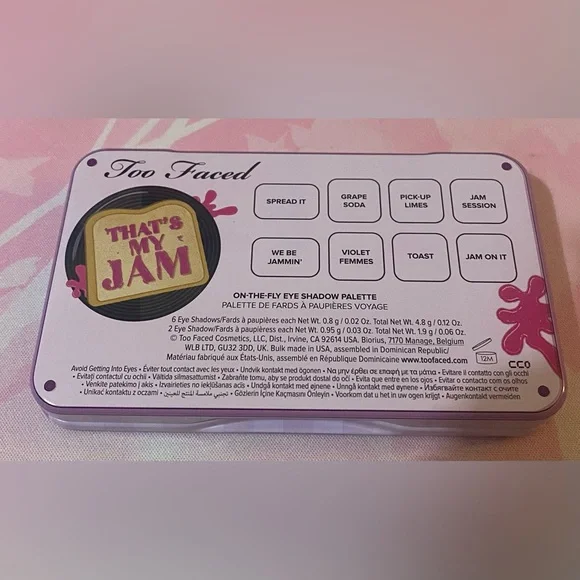 Too Faced
THAT'S
MY
JAM
SPREAD IT
GRAPE
SODA
PICK-UP
LIMES
JAM
SESSION
WE BE
JAMMIN'
VIOLET
FEMMES
TOAST
JAM ON IT
ON-THE-FLY EYE SHADOW PALETTE
PALETTE DE FARDS À PAUPIÈRES VOYAGE
6 Eye Shadows/Fards à paupières each Net Wt. 0.8 g / 0.02 Oz. Total Net Wt. 4.8 g / 0.12 Oz.
2 Eye Shadow/Fards à paupièress each Net Wt. 0.95 g / 0.03 Oz. Total Net Wt. 1.9 g / 0.06 Oz.
© Too Faced Cosmetics, LLC, Dist., Irvine, CA 92614 USA. Biorius, 7170 Manage, Belgium
WLB LTD, GU32 3DD, UK. Bulk made in USA, assembled in Dominican Republic/
Matériau fabriqué aux États-Unis, assemblé en République Dominicaine www.toofaced.com
12M
CC0
Avoid Getting Into Eyes • Éviter tout contact avec les yeux • Undvik kontakt med ögonen • Να μην έρθει σε επαφή με τα μάτια • Evitare il contatto con gli occhi
• Evitați contactul cu ochii • Vältida silmasattumist • Zabraňte tomu, aby se produkt dostal do očí • Evita que entre en los ojos • Evitar o contacto com os olhos
• Venkite patekimo į akis • Izvairieties no iekļūšanas acīs • Undgå kontakt med øjnene • Unngå kontakt med øynene • Избягвайте контакт с очите
• Unikać kontaktu z oczami • تجنبي ملامسة المنتج للعينين • Gözlerin İçine Kaçmasını Önleyin • Voorkom dat u het in uw ogen krijgt • Augenkontakt vermeiden